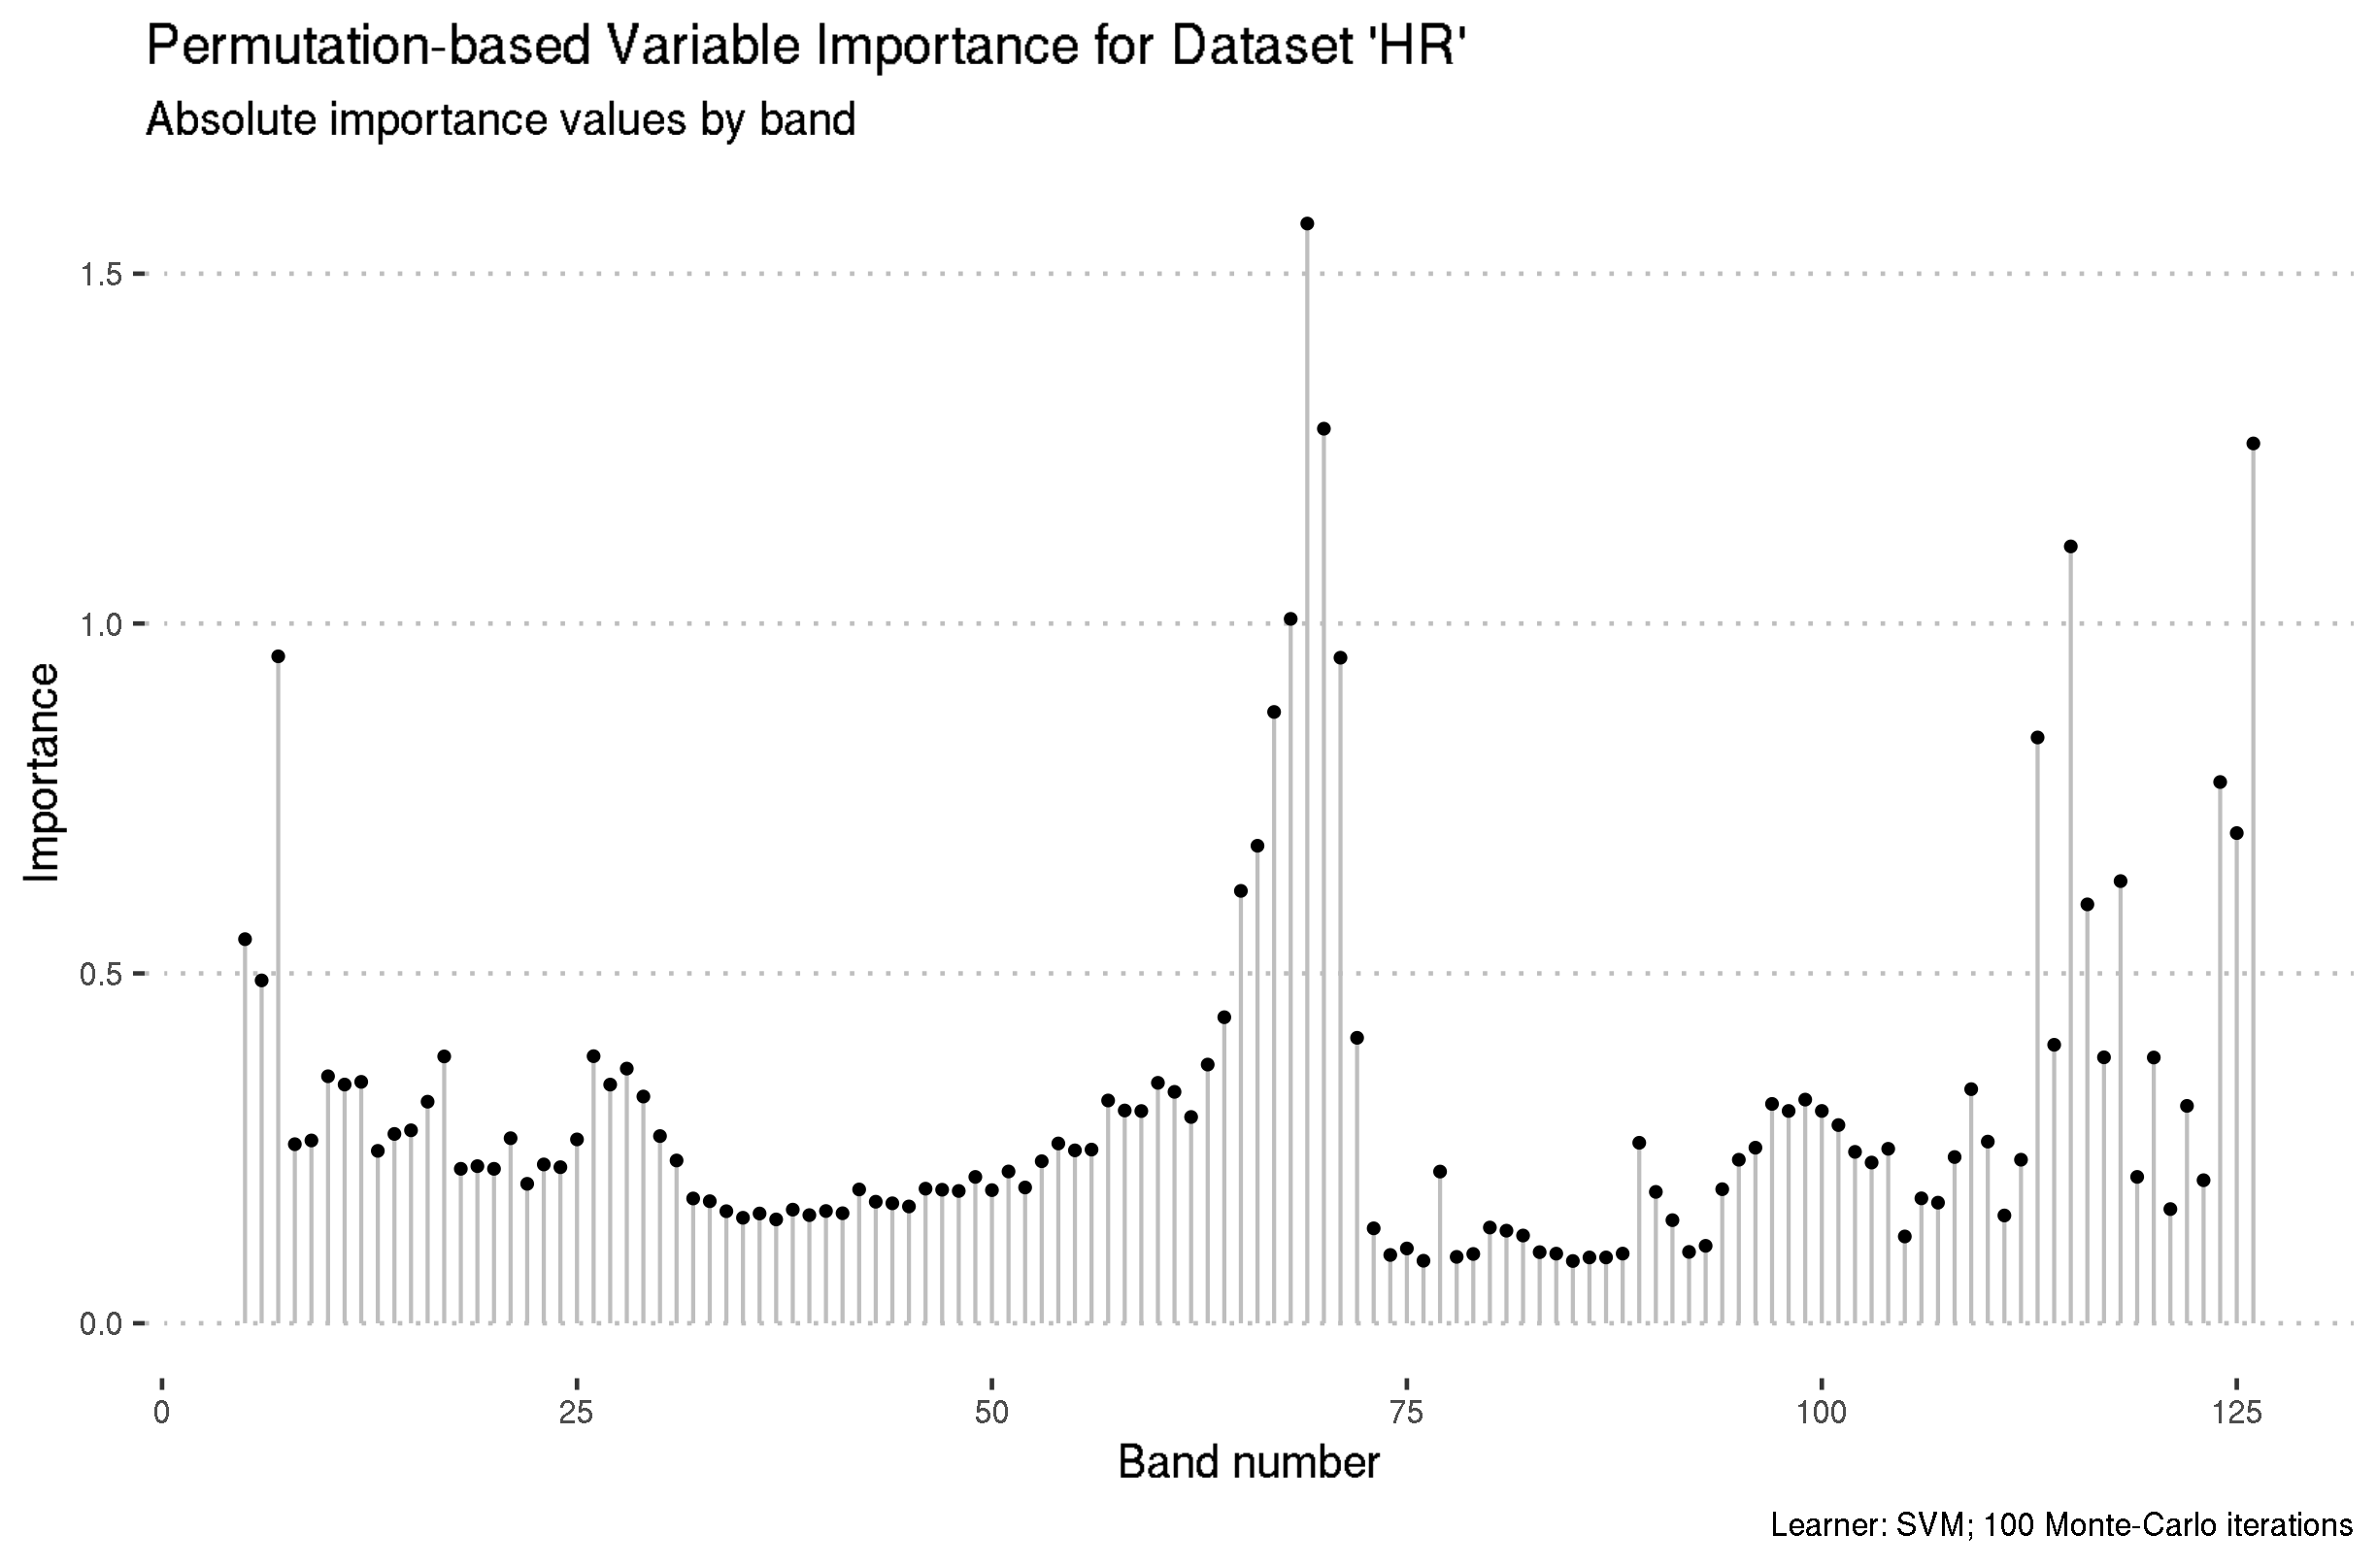 Permutation-based Variable Importance for Dataset 'HR'
Absolute importance values by band
1.5
1.0
0.5
0.0
Importance
0 25 50 75 100 125
Band number
Learner: SVM; 100 Monte-Carlo iterations